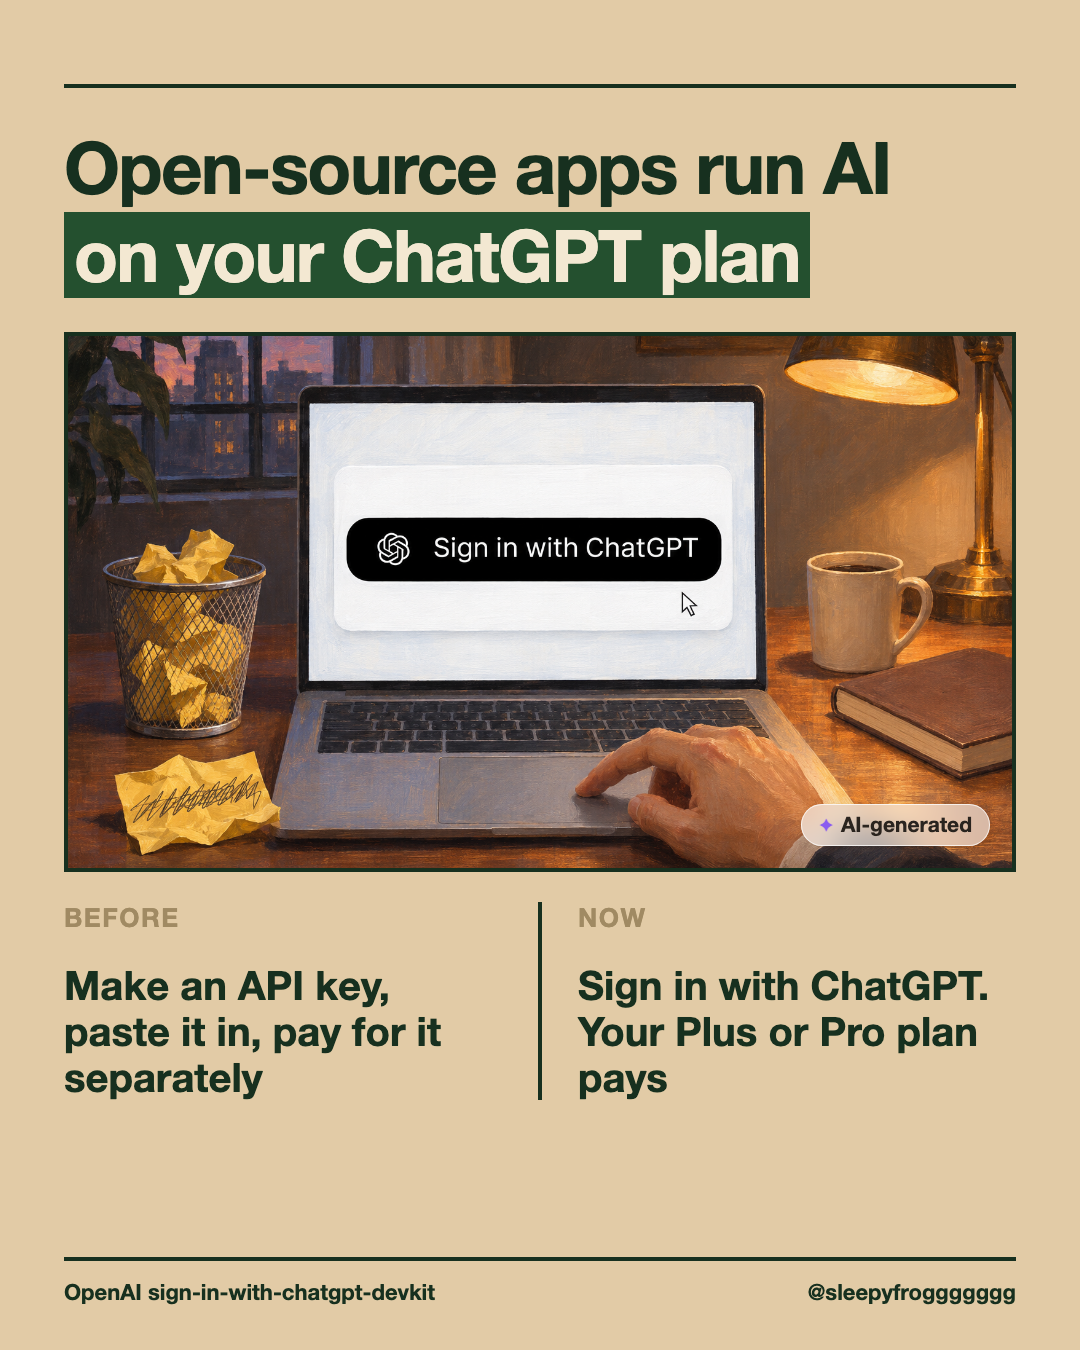 Open-source apps run AI
on your ChatGPT plan
Sign in with ChatGPT
AI-generated
BEFORE
Make an API key,
paste it in, pay for it
separately
NOW
Sign in with ChatGPT.
Your Plus or Pro plan
pays
OpenAI sign-in-with-chatgpt-devkit
@sleepyfroggggggg